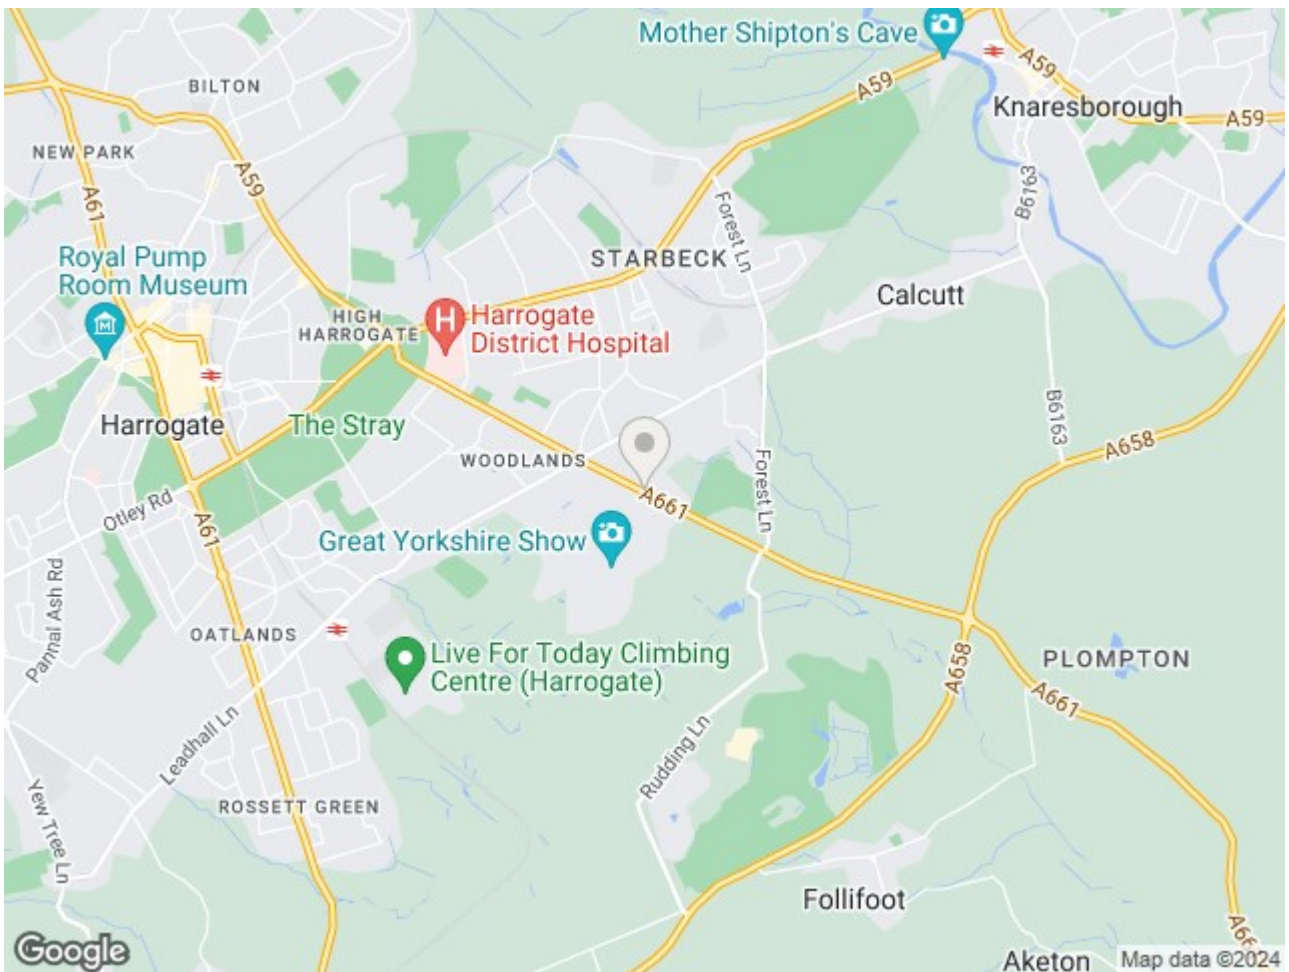 Mother Shipton's Cave
A59
Knaresborough
A59
A59
BILTON
NEW PARK
A59
A61
B6163
Forest Ln
STARBECK
Royal Pump
Room Museum
Calcutt
HIGH
HARROGATE
H
Harrogate
District Hospital
M
Harrogate
The Stray
B6163
A658
WOODLANDS
Forest Ln
A661
Otley Rd
A61
Great Yorkshire Show
Pannal Ash Rd
OATLANDS
Live For Today Climbing
Centre (Harrogate)
A658
PLOMPTON
A661
Leadhall Ln
Rudding Ln
Yew Tree Ln
ROSSETT GREEN
Follifoot
Google
Aketon
Map data ©2024